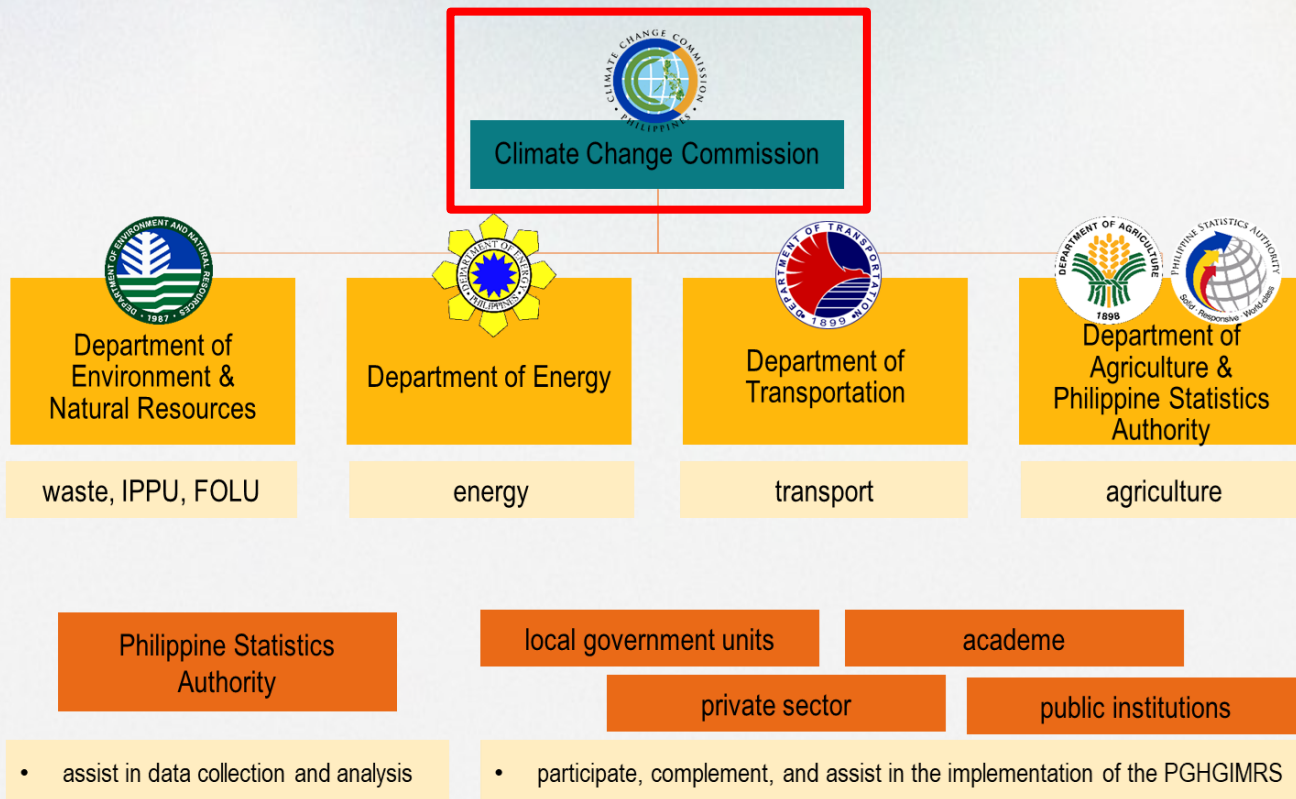 CLIMATE CHANGE COMMISSION
PHILIPPINES
Climate Change Commission
DEPARTMENT OF ENVIRONMENT AND NATURAL RESOURCES
1987
Department of
Environment &
Natural Resources
DEPARTMENT OF ENERGY
PHILIPPINES
Department of Energy
DEPARTMENT OF TRANSPORTATION
1899
Department of
Transportation
DEPARTMENT OF AGRICULTURE
1898
PHILIPPINE STATISTICS AUTHORITY
Solid · Responsive · World-class
Department of
Agriculture &
Philippine Statistics
Authority
waste, IPPU, FOLU
energy
transport
agriculture
Philippine Statistics
Authority
local government units
academe
private sector
public institutions
• assist in data collection and analysis
• participate, complement, and assist in the implementation of the PGHGIMRS